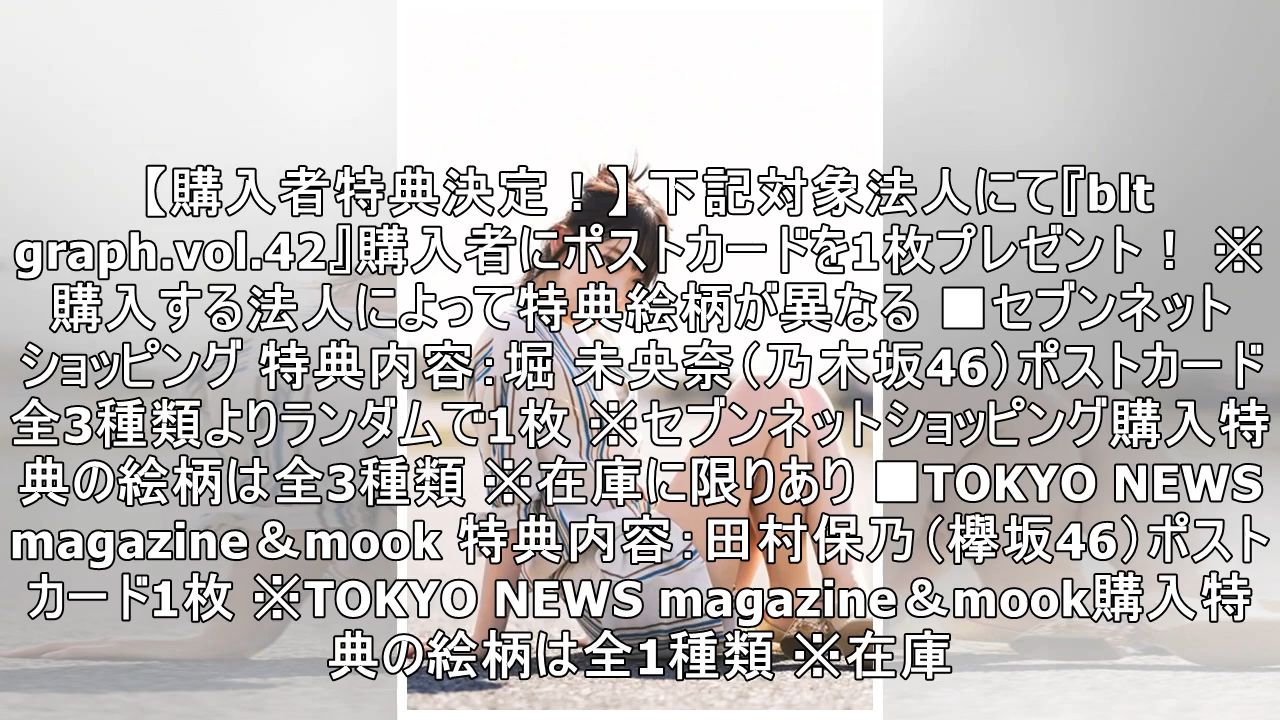 【購入者特典決定！】下記対象法人にて『blt
graph.vol.42』購入者にポストカードを1枚プレゼント！ ※
購入する法人によって特典絵柄が異なる ■セブンネット
ショッピング 特典内容：堀 未央奈（乃木坂46）ポストカード
全3種類よりランダムで1枚 ※セブンネットショッピング購入特
典の絵柄は全3種類 ※在庫に限りあり ■TOKYO NEWS
magazine＆mook 特典内容：田村保乃（欅坂46）ポスト
カード1枚 ※TOKYO NEWS magazine＆mook購入特
典の絵柄は全1種類 ※在庫